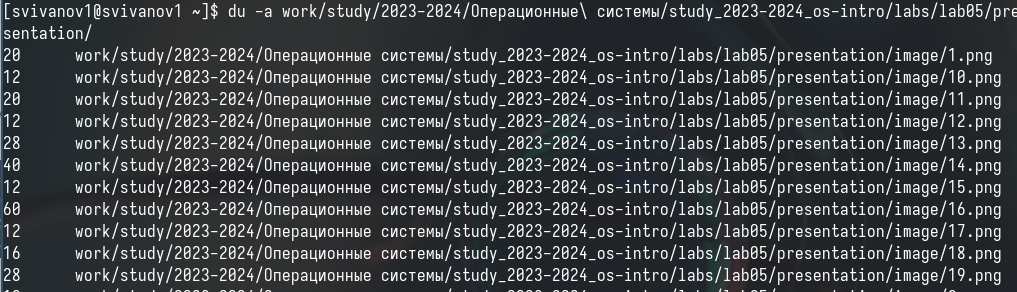 [svivanov1@svivanov1 ~]$ du -a work/study/2023-2024/Операционные\ системы/study_2023-2024_os-intro/labs/lab05/pre
sentation/
20 work/study/2023-2024/Операционные системы/study_2023-2024_os-intro/labs/lab05/presentation/image/1.png
12 work/study/2023-2024/Операционные системы/study_2023-2024_os-intro/labs/lab05/presentation/image/10.png
20 work/study/2023-2024/Операционные системы/study_2023-2024_os-intro/labs/lab05/presentation/image/11.png
12 work/study/2023-2024/Операционные системы/study_2023-2024_os-intro/labs/lab05/presentation/image/12.png
28 work/study/2023-2024/Операционные системы/study_2023-2024_os-intro/labs/lab05/presentation/image/13.png
40 work/study/2023-2024/Операционные системы/study_2023-2024_os-intro/labs/lab05/presentation/image/14.png
12 work/study/2023-2024/Операционные системы/study_2023-2024_os-intro/labs/lab05/presentation/image/15.png
60 work/study/2023-2024/Операционные системы/study_2023-2024_os-intro/labs/lab05/presentation/image/16.png
12 work/study/2023-2024/Операционные системы/study_2023-2024_os-intro/labs/lab05/presentation/image/17.png
16 work/study/2023-2024/Операционные системы/study_2023-2024_os-intro/labs/lab05/presentation/image/18.png
28 work/study/2023-2024/Операционные системы/study_2023-2024_os-intro/labs/lab05/presentation/image/19.png